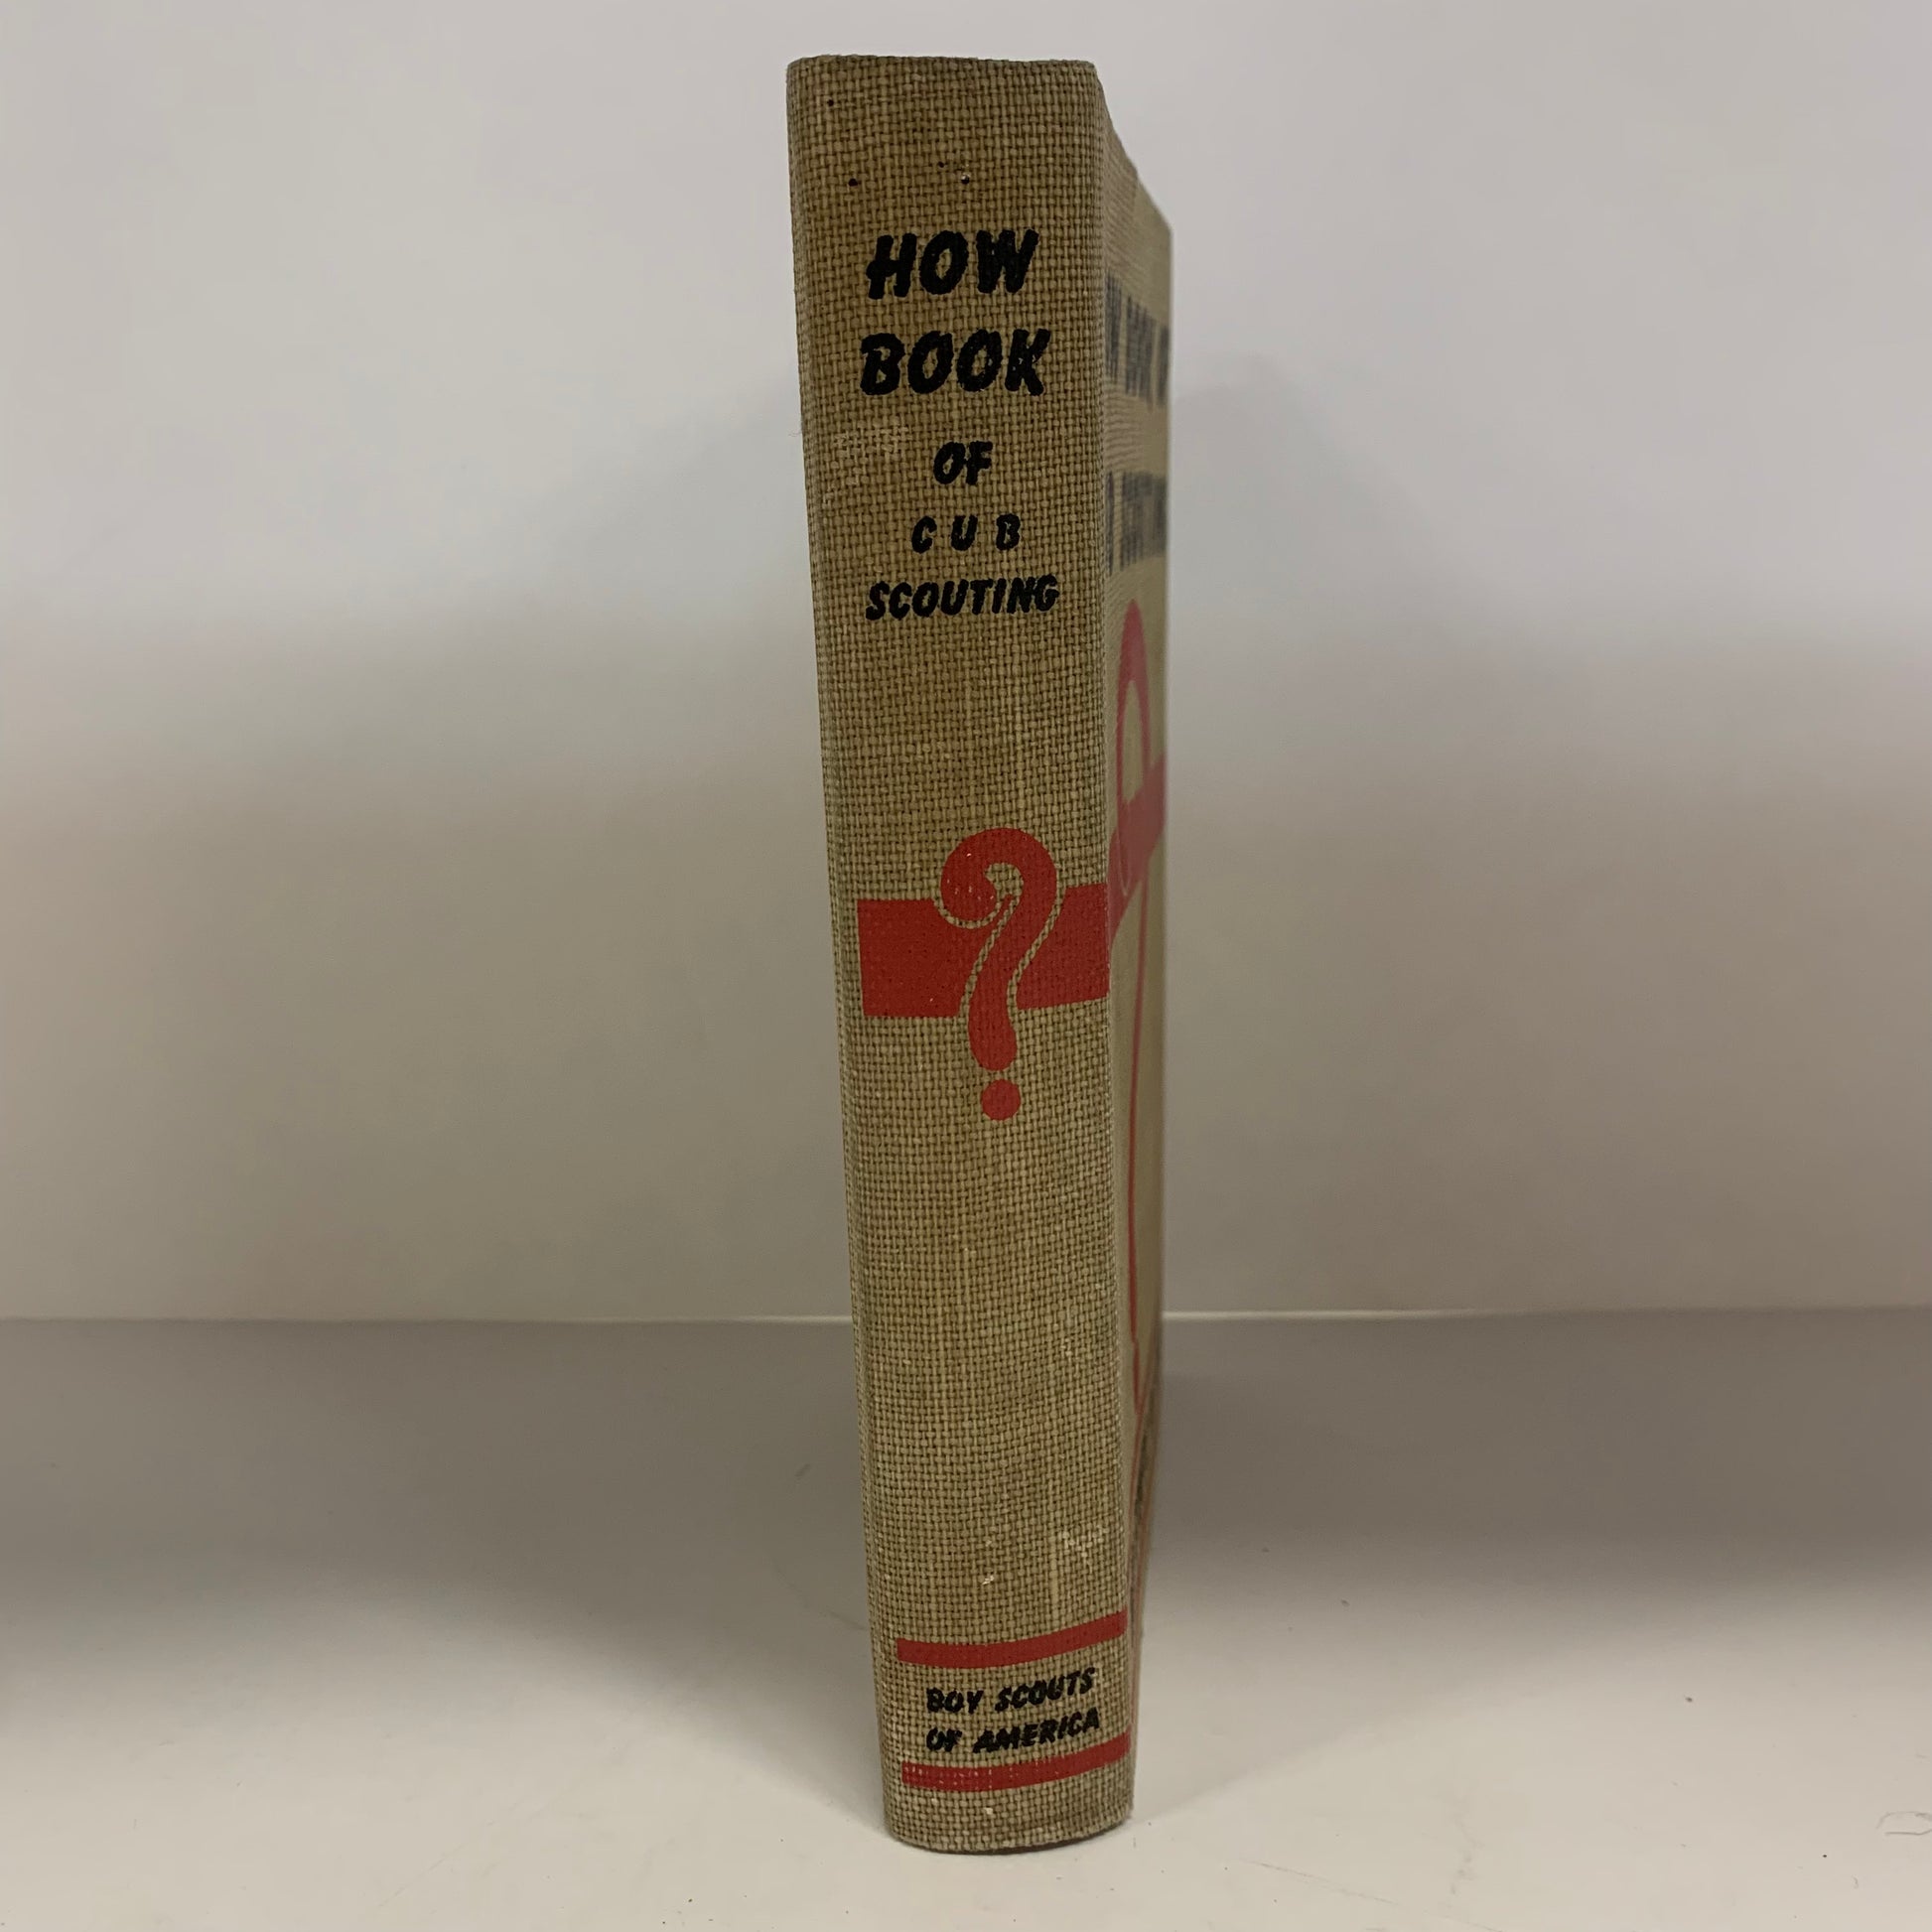 HOW
BOOK
OF
CUB
SCOUTING
?
BOY SCOUTS
OF AMERICA